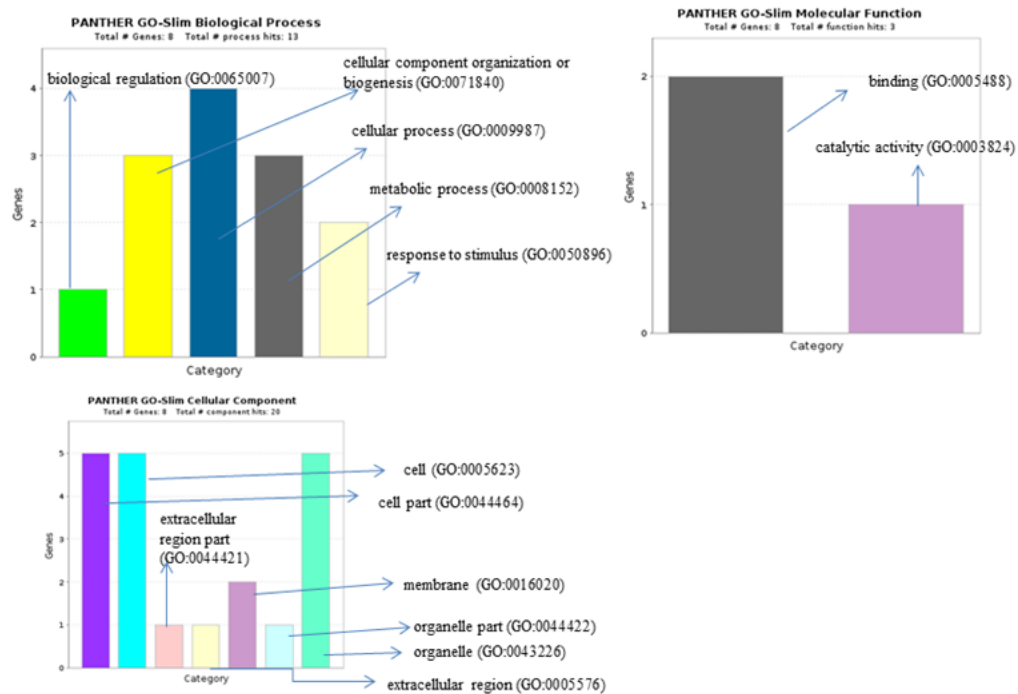 PANTHER GO-Slim Biological Process
Total # Genes: 8 Total # process hits: 13
biological regulation (GO:0065007)
cellular component organization or
biogenesis (GO:0071840)
cellular process (GO:0009987)
metabolic process (GO:0008152)
response to stimulus (GO:0050896)
Genes
4
3
2
1
0
Category
PANTHER GO-Slim Molecular Function
Total # Genes: 8 Total # function hits: 3
binding (GO:0005488)
catalytic activity (GO:0003824)
Genes
2
1
0
Category
PANTHER GO-Slim Cellular Component
Total # Genes: 8 Total # component hits: 20
cell (GO:0005623)
cell part (GO:0044464)
extracellular
region part
(GO:0044421)
membrane (GO:0016020)
organelle part (GO:0044422)
organelle (GO:0043226)
extracellular region (GO:0005576)
Genes
5
4
3
2
1
0
Category